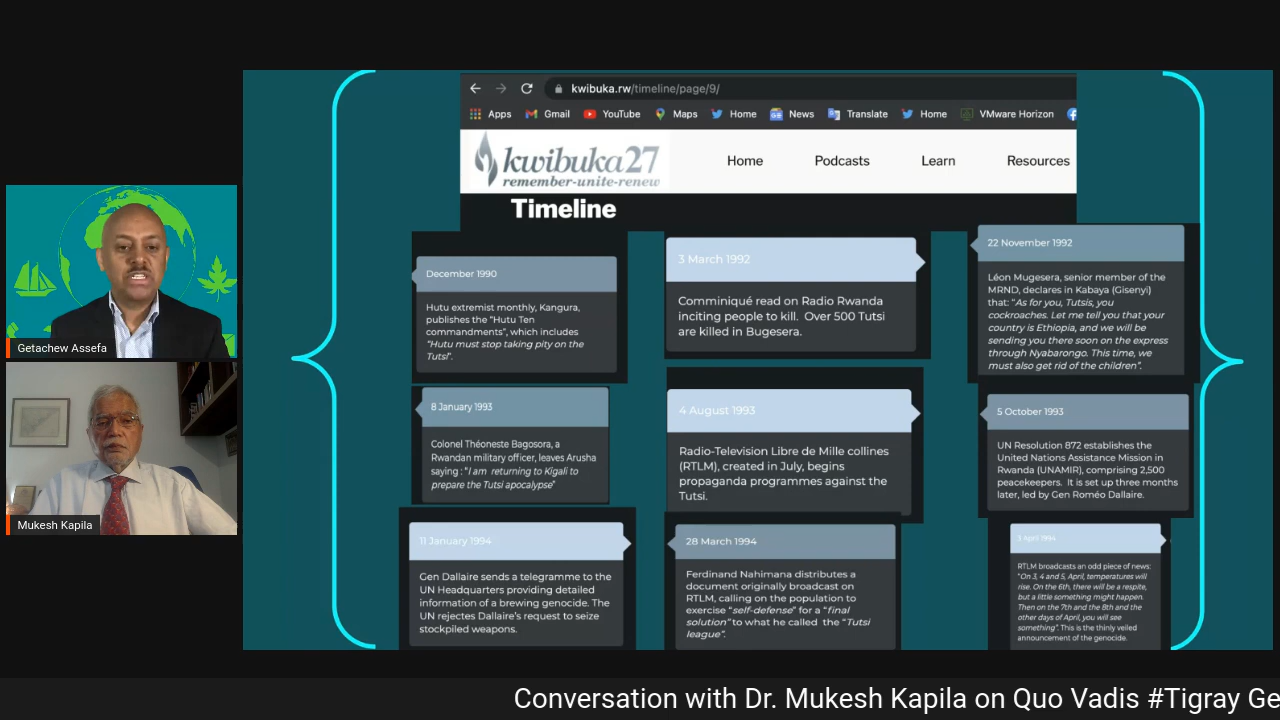 kwibuka.rw/timeline/page/9/
Apps Gmail YouTube Maps Home News Translate Home VMware Horizon
kwibuka27
remember-unite-renew
Home Podcasts Learn Resources
Timeline
December 1990
Hutu extremist monthly, Kangura,
publishes the "Hutu Ten
commandments", which includes
"Hutu must stop taking pity on the
Tutsi".
3 March 1992
Comminiqué read on Radio Rwanda
inciting people to kill. Over 500 Tutsi
are killed in Bugesera.
22 November 1992
Léon Mugesera, senior member of the
MRND, declares in Kabaya (Gisenyi)
that: "As for you, Tutsis, you
cockroaches. Let me tell you that your
country is Ethiopia, and we will be
sending you there soon on the express
through Nyabarongo. This time, we
must also get rid of the children".
8 January 1993
Colonel Théoneste Bagosora, a
Rwandan military officer, leaves Arusha
saying : "I am returning to Kigali to
prepare the Tutsi apocalypse"
4 August 1993
Radio-Television Libre de Mille collines
(RTLM), created in July, begins
propaganda programmes against the
Tutsi.
5 October 1993
UN Resolution 872 establishes the
United Nations Assistance Mission in
Rwanda (UNAMIR), comprising 2,500
peacekeepers. It is set up three months
later, led by Gen Roméo Dallaire.
11 January 1994
Gen Dallaire sends a telegramme to the
UN Headquarters providing detailed
information of a brewing genocide. The
UN rejectes Dallaire's request to seize
stockpiled weapons.
28 March 1994
Ferdinand Nahimana distributes a
document originally broadcast on
RTLM, calling on the population to
exercise "self-defense" for a "final
solution" to what he called the "Tutsi
league".
3 April 1994
RTLM broadcasts an odd piece of news:
"On 3, 4 and 5, April, temperatures will
rise. On the 6th, there will be a respite,
but a little something might happen.
Then on the 7th and the 8th and the
other days of April, you will see
something". This is the thinly veiled
announcement of the genocide.
Getachew Assefa
Mukesh Kapila
Conversation with Dr. Mukesh Kapila on Quo Vadis #Tigray Ge